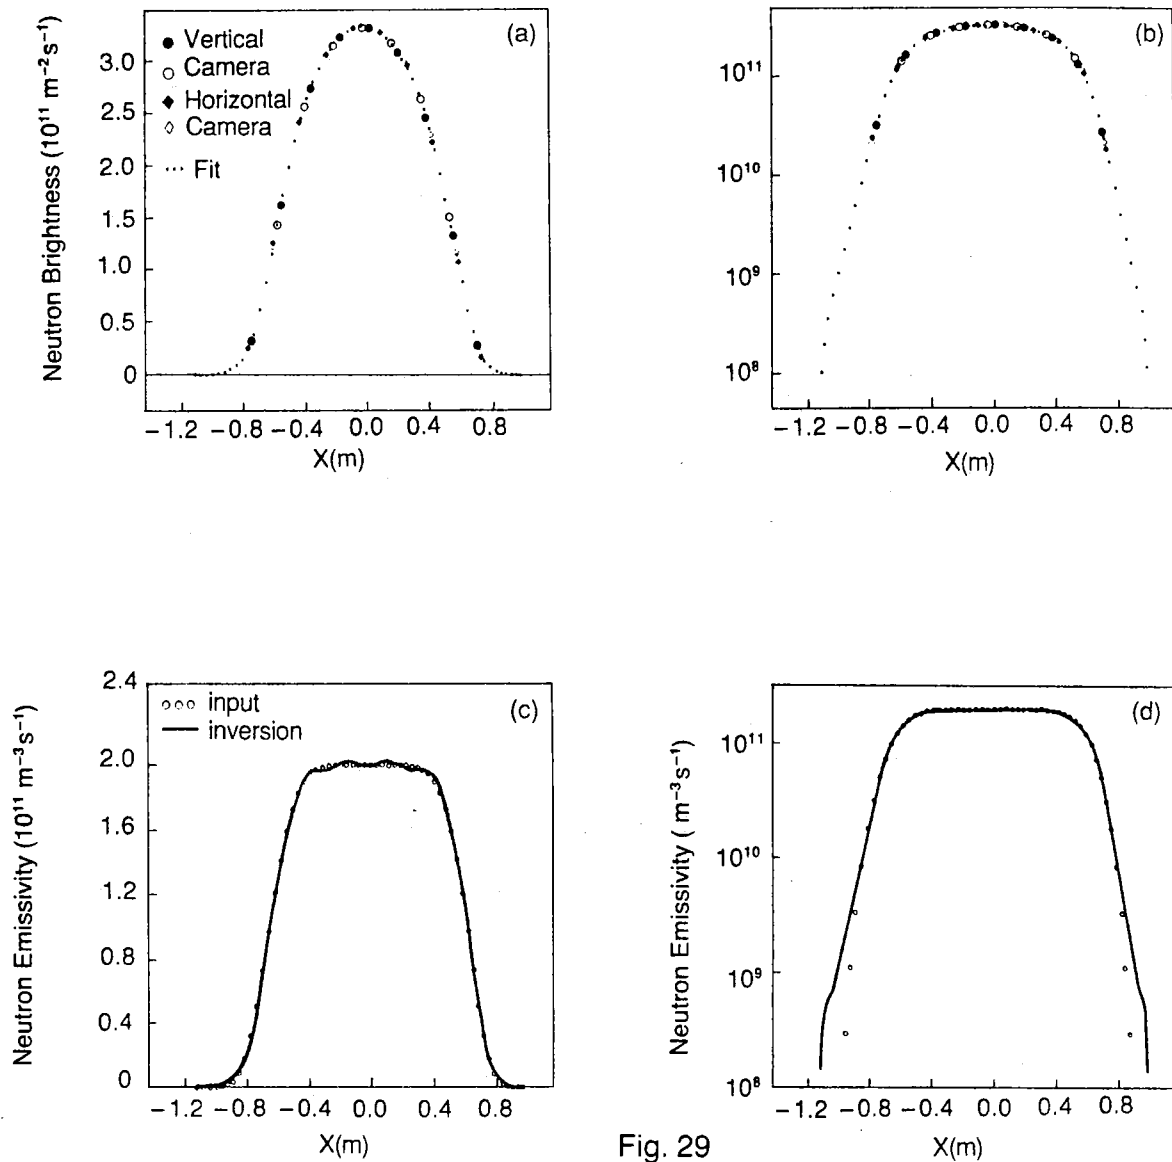 (a)
Neutron Brightness (10¹¹ m⁻²s⁻¹)
3.0
2.5
2.0
1.5
1.0
0.5
0
● Vertical
○ Camera
◆ Horizontal
◇ Camera
···· Fit
−1.2 −0.8 −0.4 0.0 0.4 0.8
X(m)
(b)
10¹¹
10¹⁰
10⁹
10⁸
−1.2 −0.8 −0.4 0.0 0.4 0.8
X(m)
(c)
Neutron Emissivity (10¹¹ m⁻³s⁻¹)
2.4
2.0
1.6
1.2
0.8
0.4
0
○○○ input
— inversion
−1.2 −0.8 −0.4 0.0 0.4 0.8
X(m)
(d)
Neutron Emissivity ( m⁻³s⁻¹)
10¹¹
10¹⁰
10⁹
10⁸
−1.2 −0.8 −0.4 0.0 0.4 0.8
X(m)
Fig. 29